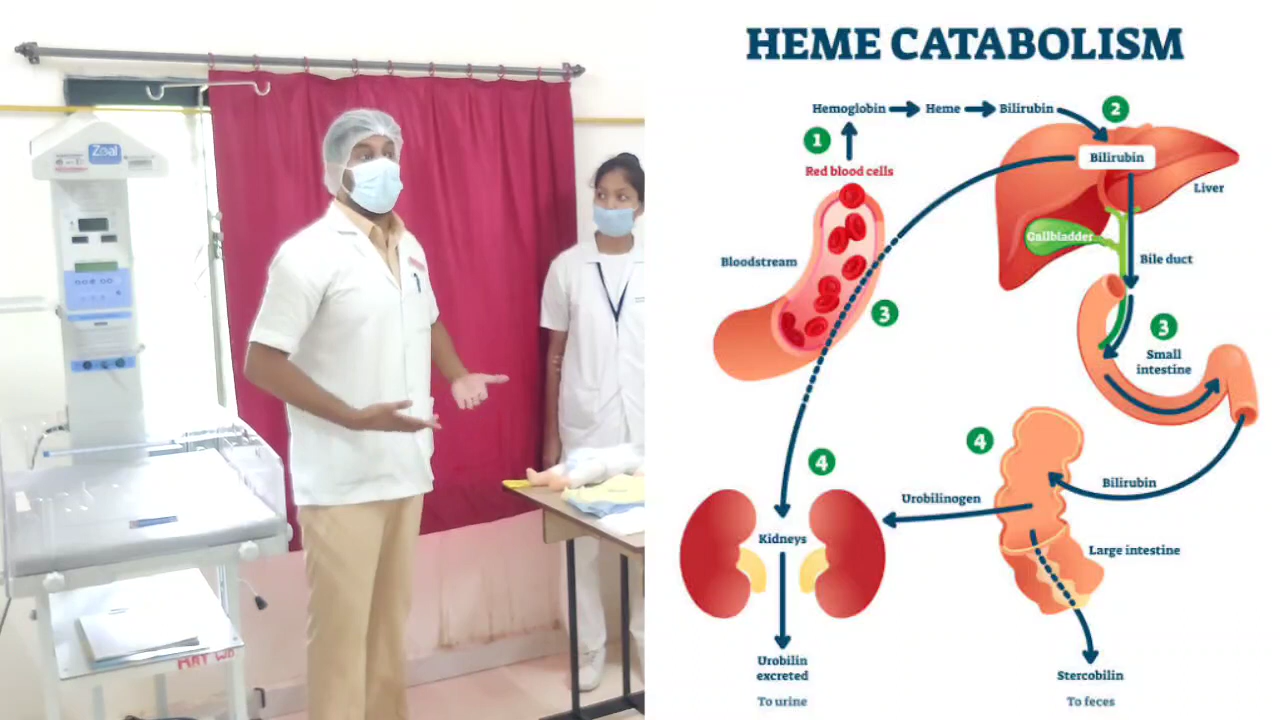 HEME CATABOLISM
Hemoglobin
Heme
Bilirubin
2
1
Bilirubin
Red blood cells
Liver
Gallbladder
Bloodstream
Bile duct
3
3
Small
intestine
4
4
Bilirubin
Urobilinogen
Kidneys
Large intestine
Urobilin
excreted
Stercobilin
To urine
To feces
Zeal